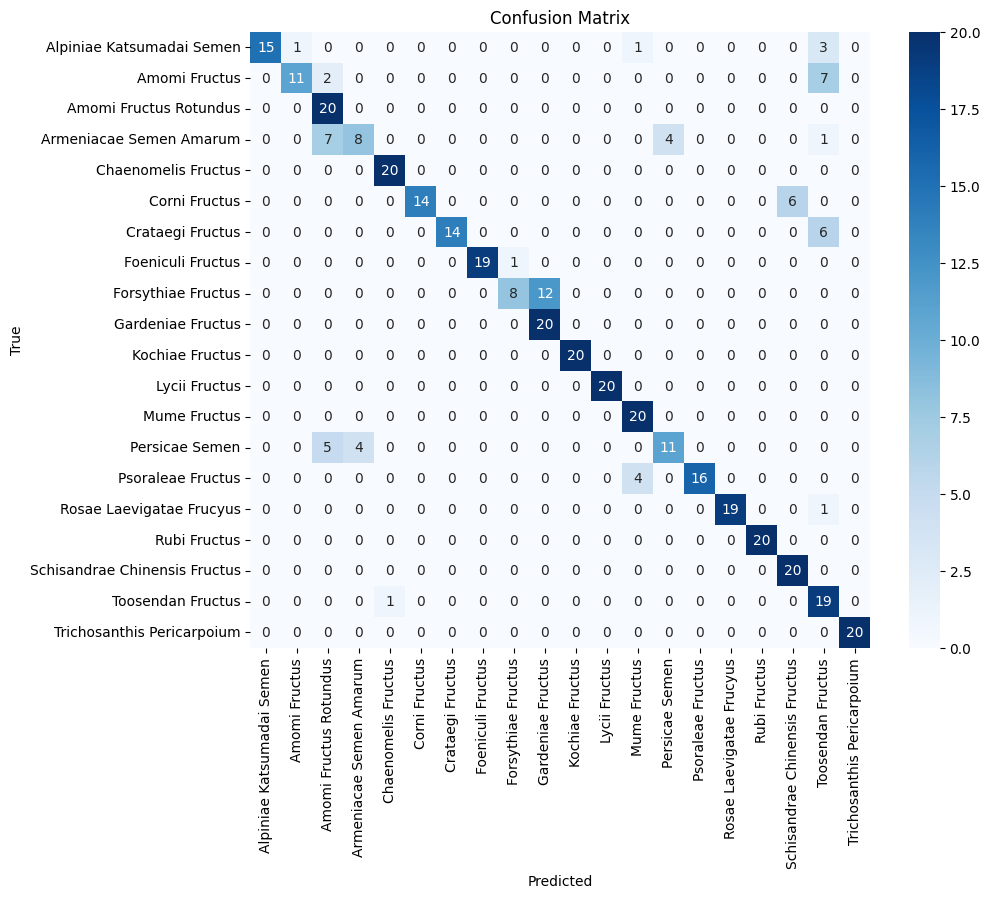 Confusion Matrix
Alpiniae Katsumadai Semen 15 1 0 0 0 0 0 0 0 0 0 0 1 0 0 0 0 0 3 0
Amomi Fructus 0 11 2 0 0 0 0 0 0 0 0 0 0 0 0 0 0 0 7 0
Amomi Fructus Rotundus 0 0 20 0 0 0 0 0 0 0 0 0 0 0 0 0 0 0 0 0
Armeniacae Semen Amarum 0 0 7 8 0 0 0 0 0 0 0 0 0 4 0 0 0 0 1 0
Chaenomelis Fructus 0 0 0 0 20 0 0 0 0 0 0 0 0 0 0 0 0 0 0 0
Corni Fructus 0 0 0 0 0 14 0 0 0 0 0 0 0 0 0 0 0 6 0 0
Crataegi Fructus 0 0 0 0 0 0 14 0 0 0 0 0 0 0 0 0 0 0 6 0
Foeniculi Fructus 0 0 0 0 0 0 0 19 1 0 0 0 0 0 0 0 0 0 0 0
Forsythiae Fructus 0 0 0 0 0 0 0 0 8 12 0 0 0 0 0 0 0 0 0 0
Gardeniae Fructus 0 0 0 0 0 0 0 0 0 20 0 0 0 0 0 0 0 0 0 0
Kochiae Fructus 0 0 0 0 0 0 0 0 0 0 20 0 0 0 0 0 0 0 0 0
Lycii Fructus 0 0 0 0 0 0 0 0 0 0 0 20 0 0 0 0 0 0 0 0
Mume Fructus 0 0 0 0 0 0 0 0 0 0 0 0 20 0 0 0 0 0 0 0
Persicae Semen 0 0 5 4 0 0 0 0 0 0 0 0 0 11 0 0 0 0 0 0
Psoraleae Fructus 0 0 0 0 0 0 0 0 0 0 0 0 4 0 16 0 0 0 0 0
Rosae Laevigatae Frucyus 0 0 0 0 0 0 0 0 0 0 0 0 0 0 0 19 0 0 1 0
Rubi Fructus 0 0 0 0 0 0 0 0 0 0 0 0 0 0 0 0 20 0 0 0
Schisandrae Chinensis Fructus 0 0 0 0 0 0 0 0 0 0 0 0 0 0 0 0 0 20 0 0
Toosendan Fructus 0 0 0 0 1 0 0 0 0 0 0 0 0 0 0 0 0 0 19 0
Trichosanthis Pericarpoium 0 0 0 0 0 0 0 0 0 0 0 0 0 0 0 0 0 0 0 20
True
Alpiniae Katsumadai Semen
Amomi Fructus
Amomi Fructus Rotundus
Armeniacae Semen Amarum
Chaenomelis Fructus
Corni Fructus
Crataegi Fructus
Foeniculi Fructus
Forsythiae Fructus
Gardeniae Fructus
Kochiae Fructus
Lycii Fructus
Mume Fructus
Persicae Semen
Psoraleae Fructus
Rosae Laevigatae Frucyus
Rubi Fructus
Schisandrae Chinensis Fructus
Toosendan Fructus
Trichosanthis Pericarpoium
Predicted
20.0
17.5
15.0
12.5
10.0
7.5
5.0
2.5
0.0